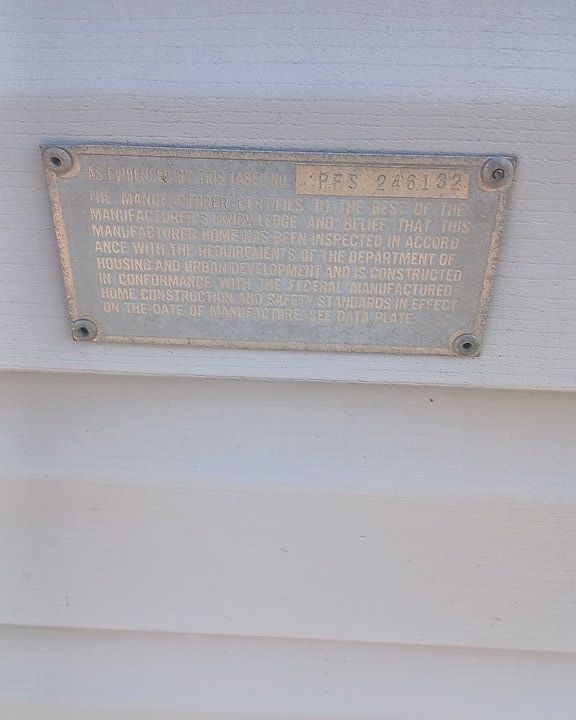 AS EVIDENCED BY THIS LABEL NO. PFS 246132
THE MANUFACTURER CERTIFIES TO THE BEST OF THE
MANUFACTURER'S KNOWLEDGE AND BELIEF THAT THIS
MANUFACTURED HOME HAS BEEN INSPECTED IN ACCORD
ANCE WITH THE REQUIREMENTS OF THE DEPARTMENT OF
HOUSING AND URBAN DEVELOPMENT AND IS CONSTRUCTED
IN CONFORMANCE WITH THE FEDERAL MANUFACTURED
HOME CONSTRUCTION AND SAFETY STANDARDS IN EFFECT
ON THE DATE OF MANUFACTURE. SEE DATA PLATE.